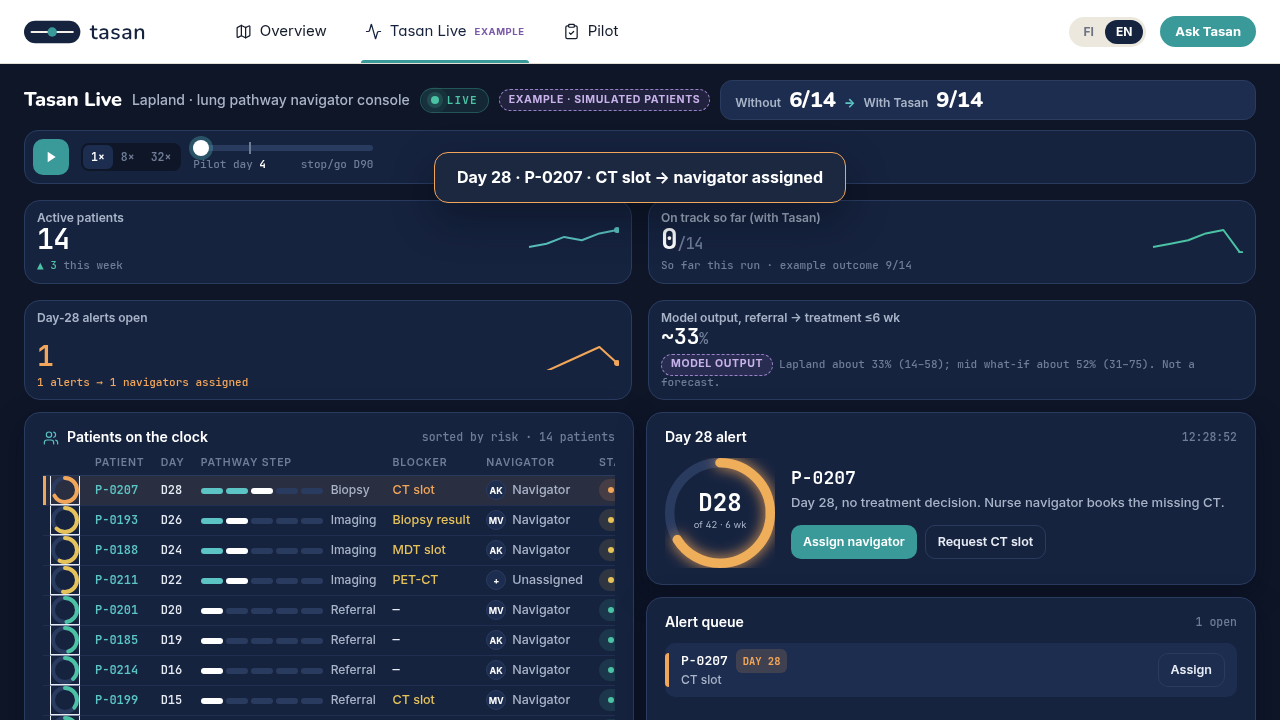 tasan
Overview
Tasan Live EXAMPLE
Pilot
FI EN
Ask Tasan
Tasan Live Lapland · lung pathway navigator console
LIVE
EXAMPLE · SIMULATED PATIENTS
Without 6/14 → With Tasan 9/14
1× 8× 32×
Pilot day 4 stop/go D90
Day 28 · P-0207 · CT slot → navigator assigned
Active patients
14
▲ 3 this week
On track so far (with Tasan)
0/14
So far this run · example outcome 9/14
Day-28 alerts open
1
1 alerts → 1 navigators assigned
Model output, referral → treatment ≤6 wk
~33%
MODEL OUTPUT Lapland about 33% (14–58); mid what-if about 52% (31–75). Not a
forecast.
Patients on the clock
sorted by risk · 14 patients
PATIENT DAY PATHWAY STEP BLOCKER NAVIGATOR
P-0207 D28 Biopsy CT slot AK Navigator
P-0193 D26 Imaging Biopsy result MV Navigator
P-0188 D24 Imaging MDT slot AK Navigator
P-0211 D22 Imaging PET-CT + Unassigned
P-0201 D20 Referral – MV Navigator
P-0185 D19 Referral – AK Navigator
P-0214 D16 Referral – AK Navigator
P-0199 D15 Referral CT slot MV Navigator
Day 28 alert
12:28:52
D28
of 42 · 6 wk
P-0207
Day 28, no treatment decision. Nurse navigator books the missing CT.
Assign navigator
Request CT slot
Alert queue
1 open
P-0207 DAY 28
CT slot
Assign